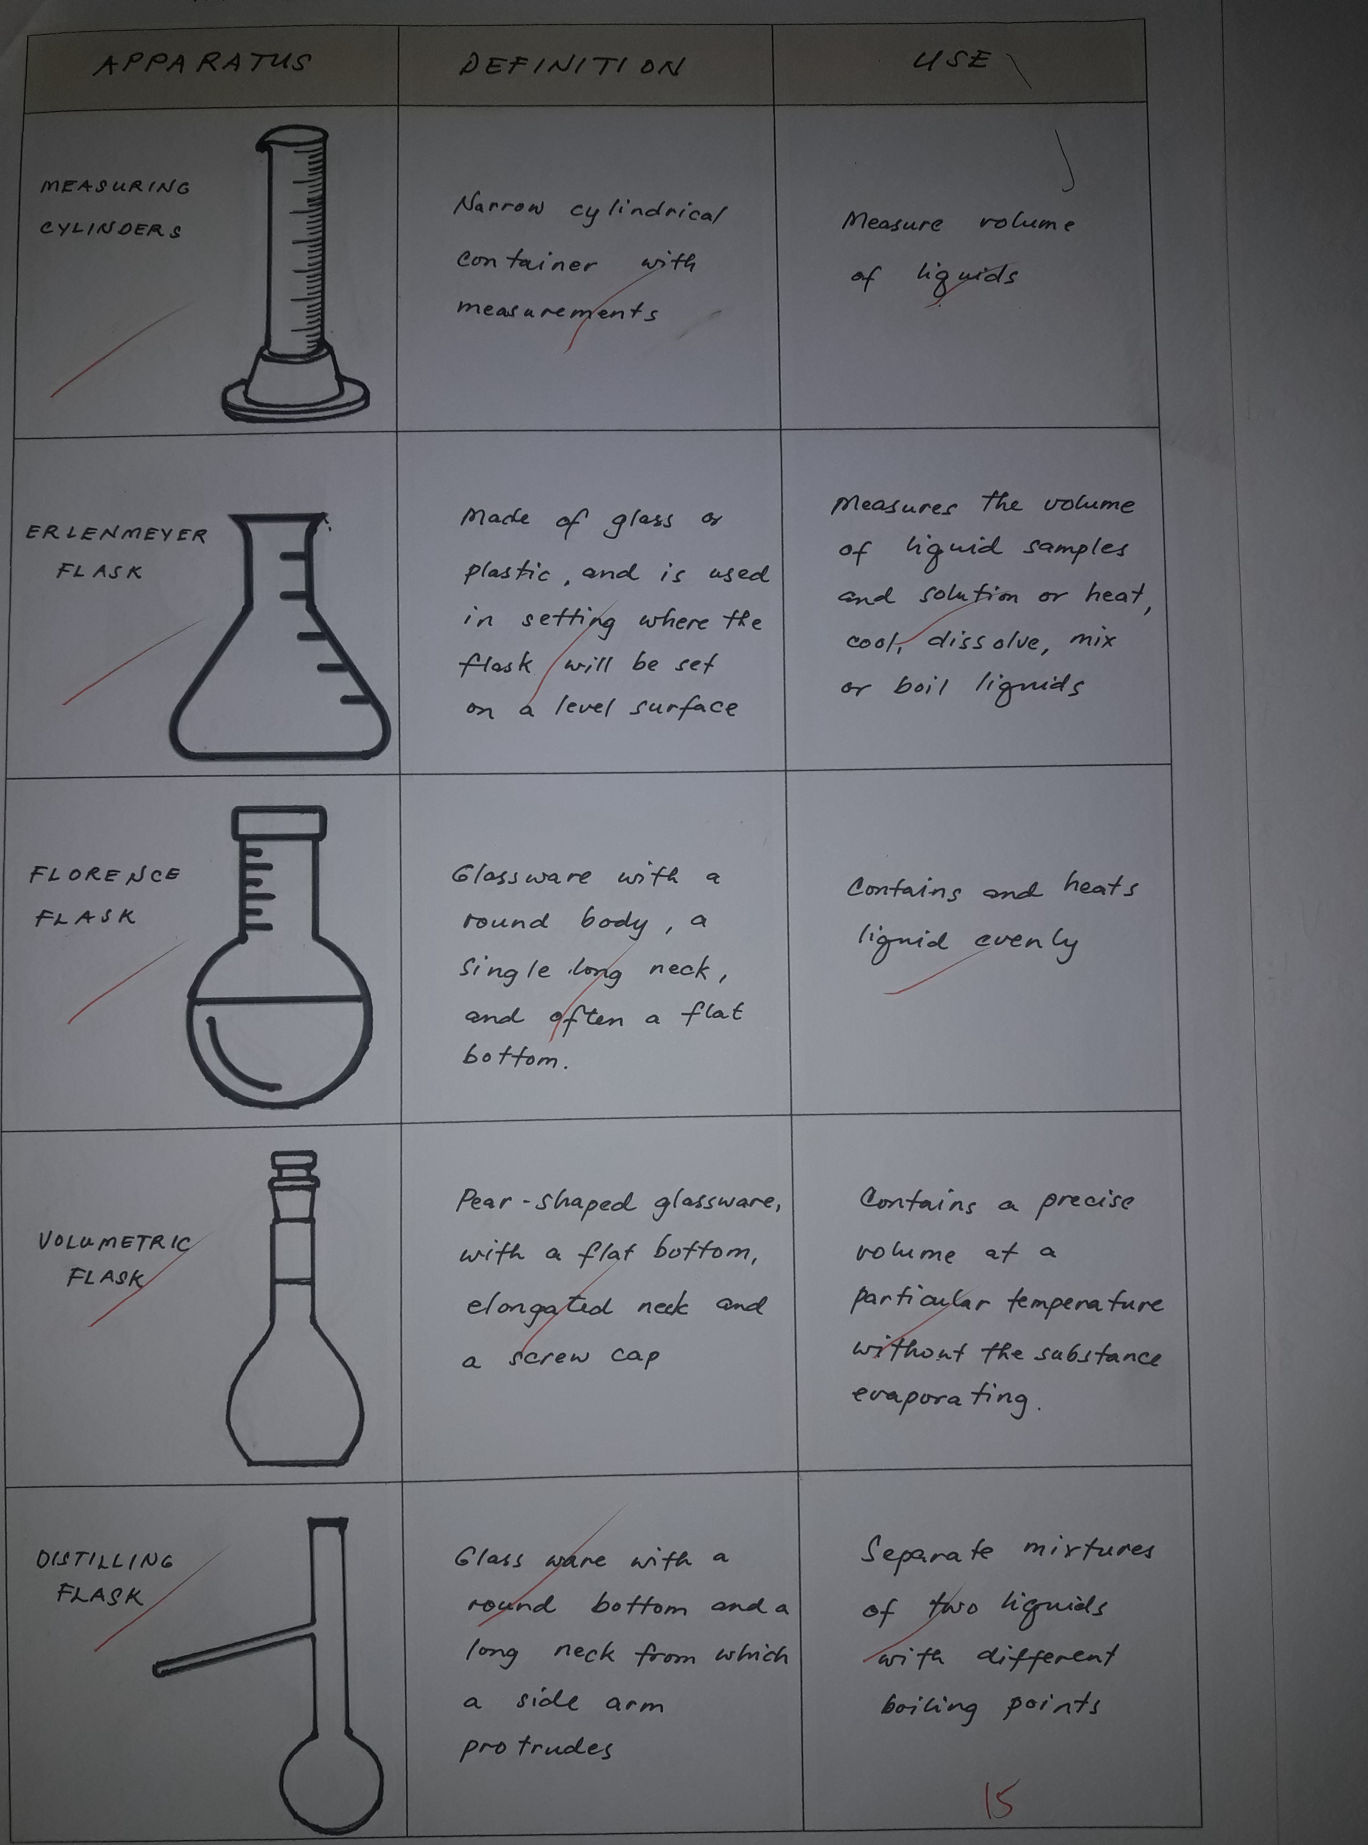 APPARATUS
DEFINITION
USE
MEASURING
CYLINDERS
Narrow cylindrical
container with
measurements
Measure volume
of liquids
ERLENMEYER
FLASK
Made of glass or
plastic, and is used
in setting where the
flask will be set
on a level surface
Measures the volume
of liquid samples
and solution or heat,
cool, dissolve, mix
or boil liquids
FLORENCE
FLASK
Glassware with a
round body, a
single long neck,
and often a flat
bottom.
Contains and heats
liquid evenly
VOLUMETRIC
FLASK
Pear-shaped glassware,
with a flat bottom,
elongated neck and
a screw cap
Contains a precise
volume at a
particular temperature
without the substance
evaporating.
DISTILLING
FLASK
Glass ware with a
round bottom and a
long neck from which
a side arm
protrudes
Separate mixtures
of two liquids
with different
boiling points
15